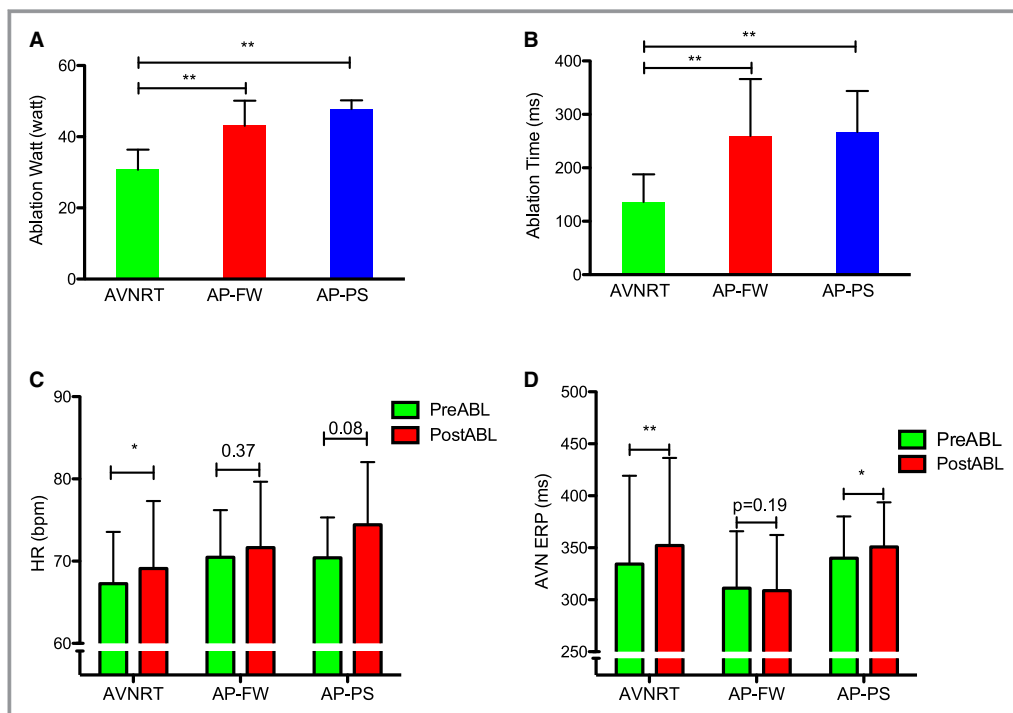 A
**
**
Ablation Watt (watt)
60
40
20
0
AVNRT AP-FW AP-PS
B
**
**
Ablation Time (ms)
400
300
200
100
0
AVNRT AP-FW AP-PS
C
90
80
70
60
HR (bpm)
PreABL
PostABL
*
0.37
0.08
AVNRT AP-FW AP-PS
D
500
450
400
350
300
250
AVN ERP (ms)
PreABL
PostABL
**
p=0.19
*
AVNRT AP-FW AP-PS